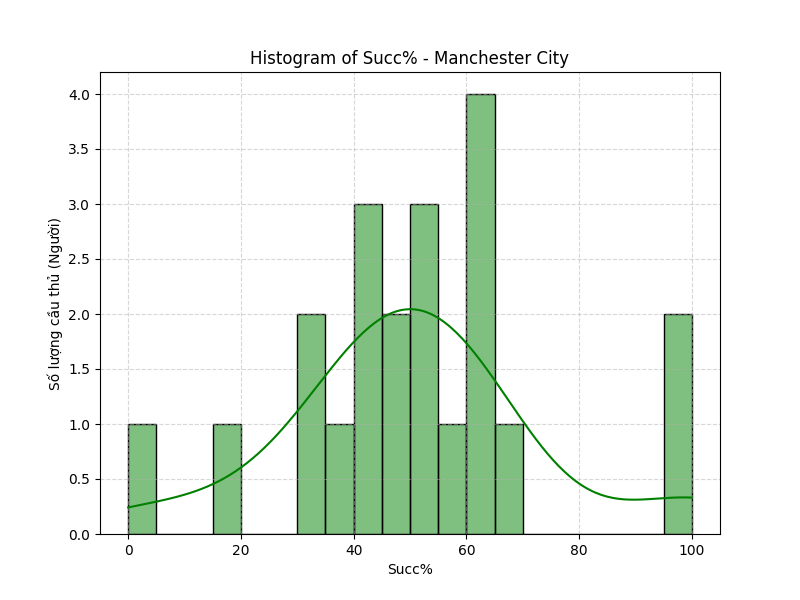 Histogram of Succ% - Manchester City
Số lượng cầu thủ (Người)
4.0
3.5
3.0
2.5
2.0
1.5
1.0
0.5
0.0
0 20 40 60 80 100
Succ%